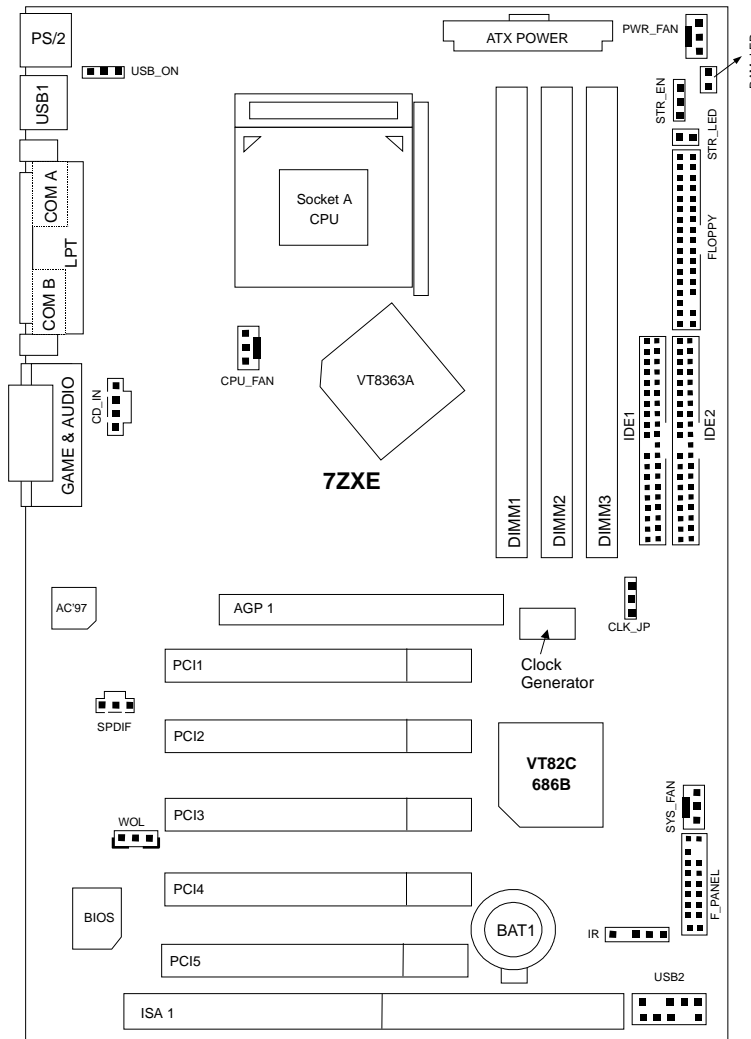 PS/2
USB_ON
ATX POWER
PWR_FAN
USB1
STR_EN
STR_LED
COM A
LPT
COM B
Socket A
CPU
FLOPPY
CPU_FAN
VT8363A
CD_IN
GAME & AUDIO
7ZXE
DIMM1
DIMM2
DIMM3
IDE1
IDE2
AC'97
AGP 1
CLK_JP
Clock
Generator
PCI1
SPDIF
PCI2
VT82C
686B
PCI3
WOL
SYS_FAN
PCI4
BIOS
BAT1
IR
F_PANEL
PCI5
USB2
ISA 1